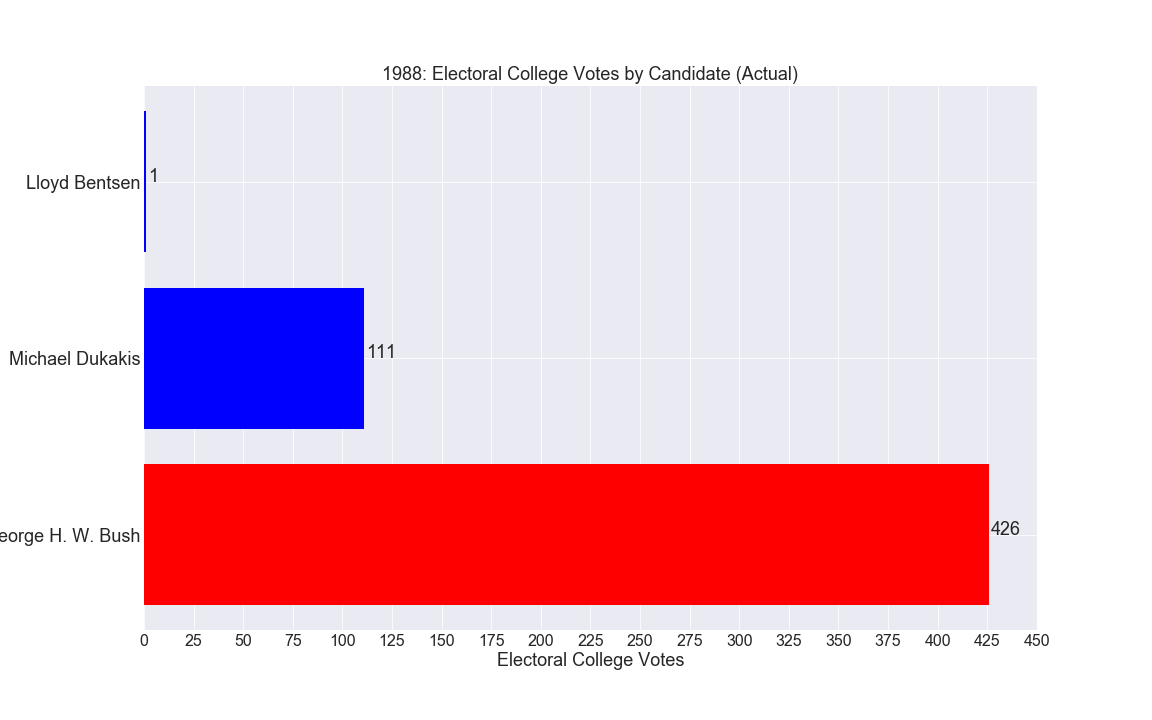 1988: Electoral College Votes by Candidate (Actual)
Lloyd Bentsen
1
Michael Dukakis
111
eorge H. W. Bush
426
0 25 50 75 100 125 150 175 200 225 250 275 300 325 350 375 400 425 450
Electoral College Votes